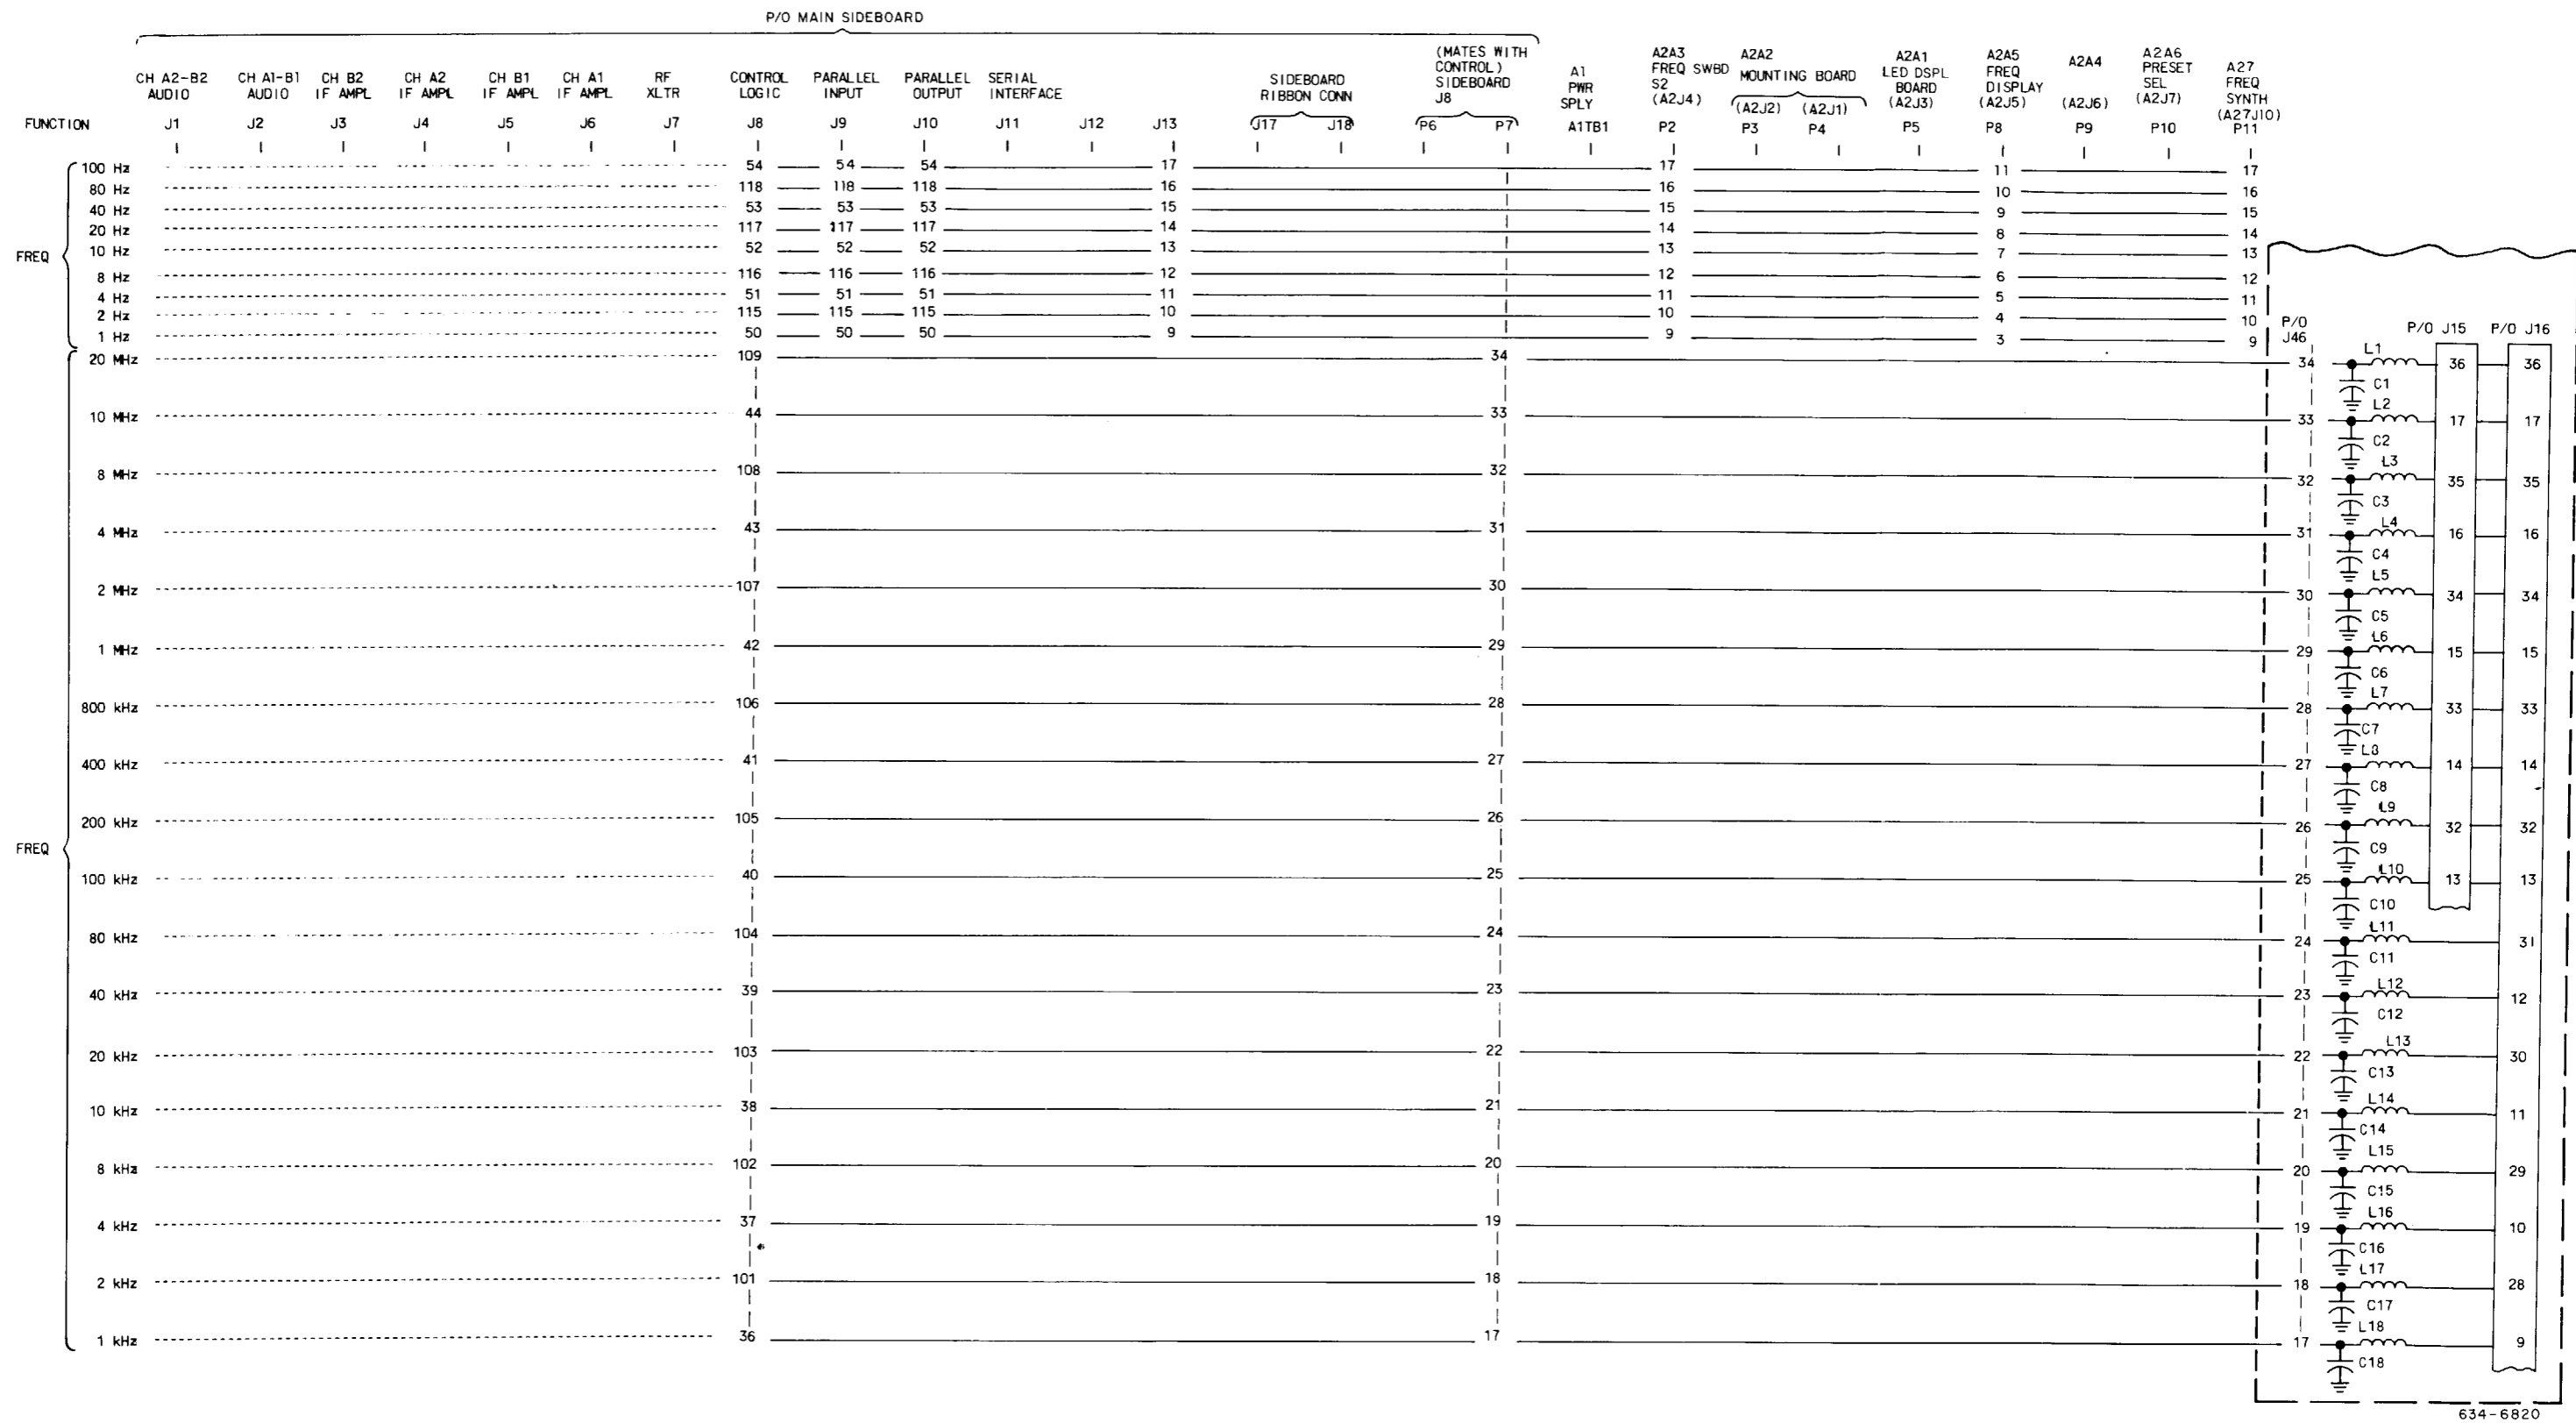 P/O MAIN SIDEBOARD
CH A2-B2 AUDIO J1
CH A1-B1 AUDIO J2
CH B2 IF AMPL J3
CH A2 IF AMPL J4
CH B1 IF AMPL J5
CH A1 IF AMPL J6
RF XLTR J7
CONTROL LOGIC J8
PARALLEL INPUT J9
PARALLEL OUTPUT J10
SERIAL INTERFACE J11
J12
J13
SIDEBOARD RIBBON CONN
J17 J18
(MATES WITH CONTROL) SIDEBOARD J8
P6 P7
A1 PWR SPLY A1TB1
A2A3 FREQ SWBD S2 (A2J4) P2
A2A2 MOUNTING BOARD
(A2J2) (A2J1)
P3 P4
A2A1 LED DSPL BOARD (A2J3) P5
A2A5 FREQ DISPLAY (A2J5) P8
A2A4 (A2J6) P9
A2A6 PRESET SEL (A2J7) P10
A27 FREQ SYNTH (A27J10) P11
FUNCTION
FREQ
100 Hz 54 54 54 17 17 11 17
80 Hz 118 118 118 16 16 10 16
40 Hz 53 53 53 15 15 9 15
20 Hz 117 117 117 14 14 8 14
10 Hz 52 52 52 13 13 7 13
8 Hz 116 116 116 12 12 6 12
4 Hz 51 51 51 11 11 5 11
2 Hz 115 115 115 10 10 4 10
1 Hz 50 50 50 9 9 3 9
P/O J46 P/O J15 P/O J16
FREQ
20 MHz 109 34 34 L1 36 36
C1
10 MHz 44 33 33 L2 17 17
C2
8 MHz 108 32 32 L3 35 35
C3
4 MHz 43 31 31 L4 16 16
C4
2 MHz 107 30 30 L5 34 34
C5
1 MHz 42 29 29 L6 15 15
C6
800 kHz 106 28 28 L7 33 33
C7
400 kHz 41 27 27 L8 14 14
C8
200 kHz 105 26 26 L9 32 32
C9
100 kHz 40 25 25 L10 13 13
C10
80 kHz 104 24 24 L11 31
C11
40 kHz 39 23 23 L12 12
C12
20 kHz 103 22 22 L13 30
C13
10 kHz 38 21 21 L14 11
C14
8 kHz 102 20 20 L15 29
C15
4 kHz 37 19 19 L16 10
C16
2 kHz 101 18 18 L17 28
C17
1 kHz 36 17 17 L18 9
C18
634-6820